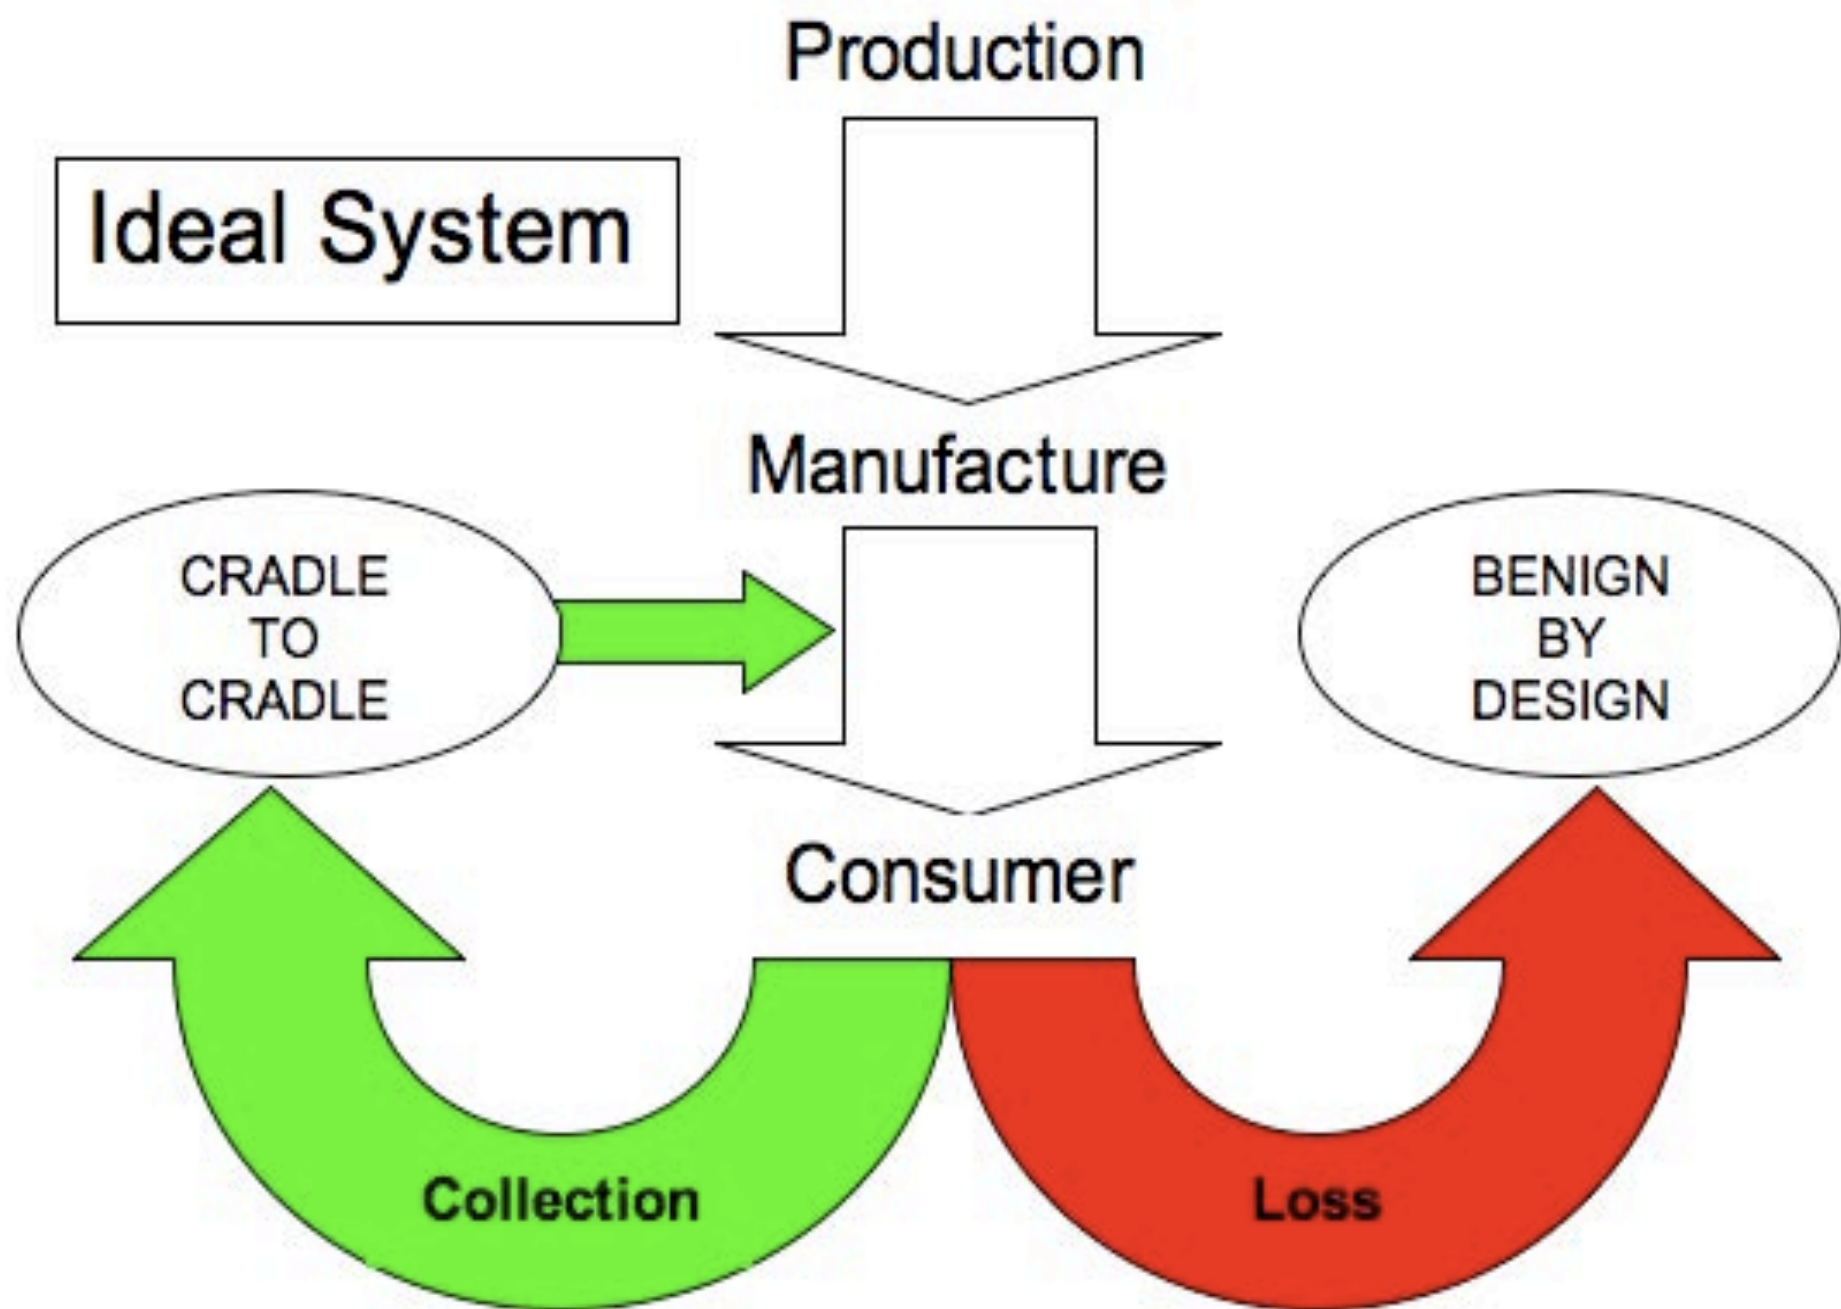 Production
Ideal System
Manufacture
CRADLE
TO
CRADLE
BENIGN
BY
DESIGN
Consumer
Collection
Loss